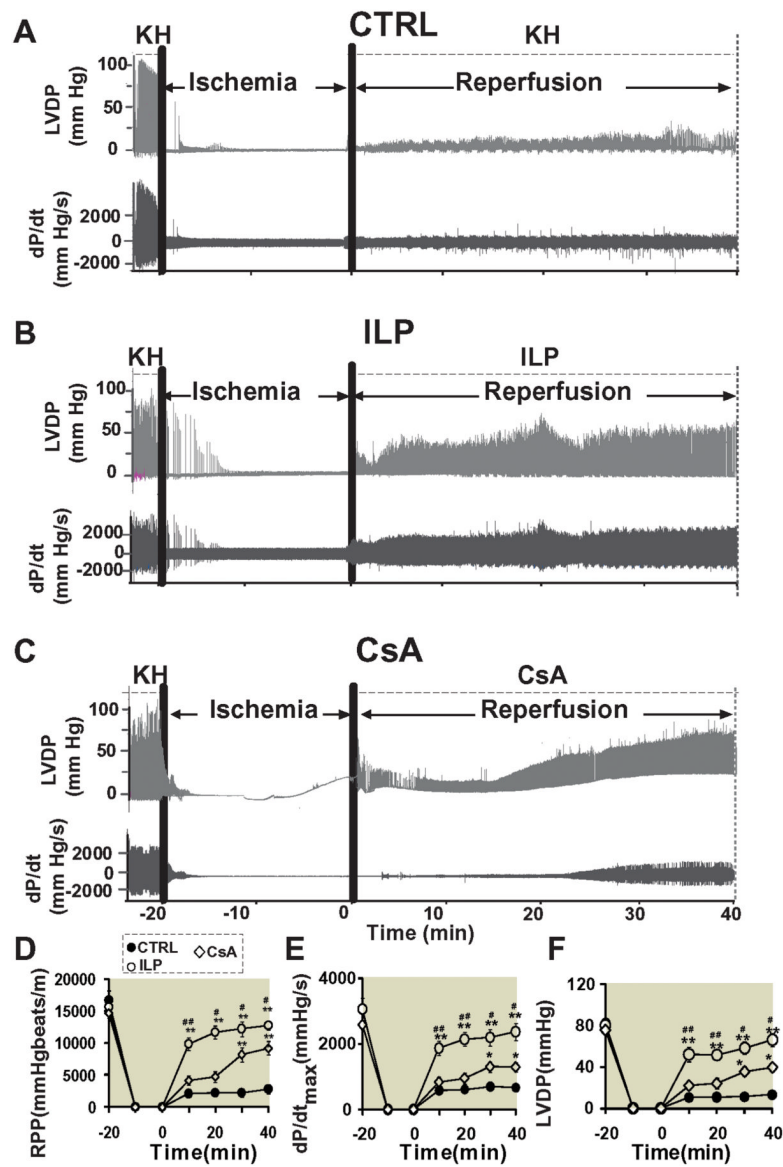 A
CTRL
KH
KH
Ischemia
Reperfusion
LVDP
(mm Hg)
100
50
0
dP/dt
(mm Hg/s)
2000
0
-2000
B
ILP
KH
ILP
Ischemia
Reperfusion
LVDP
(mm Hg)
100
50
0
dP/dt
(mm Hg/s)
2000
0
-2000
C
CsA
KH
CsA
Ischemia
Reperfusion
LVDP
(mm Hg)
100
50
0
dP/dt
(mm Hg/s)
2000
0
-2000
-20 -10 0 10 20 30 40
Time (min)
D
CTRL
CsA
ILP
RPP(mmHgbeats/m)
20000
15000
10000
5000
0
## # # #
** ** ** **
** **
-20 0 20 40
Time(min)
E
dP/dtmax(mmHg/s)
4000
2000
0
## ## # #
** ** ** **
* *
-20 0 20 40
Time(min)
F
LVDP(mmHg)
120
80
40
0
## ## # #
** ** ** **
* *
-20 0 20 40
Time(min)